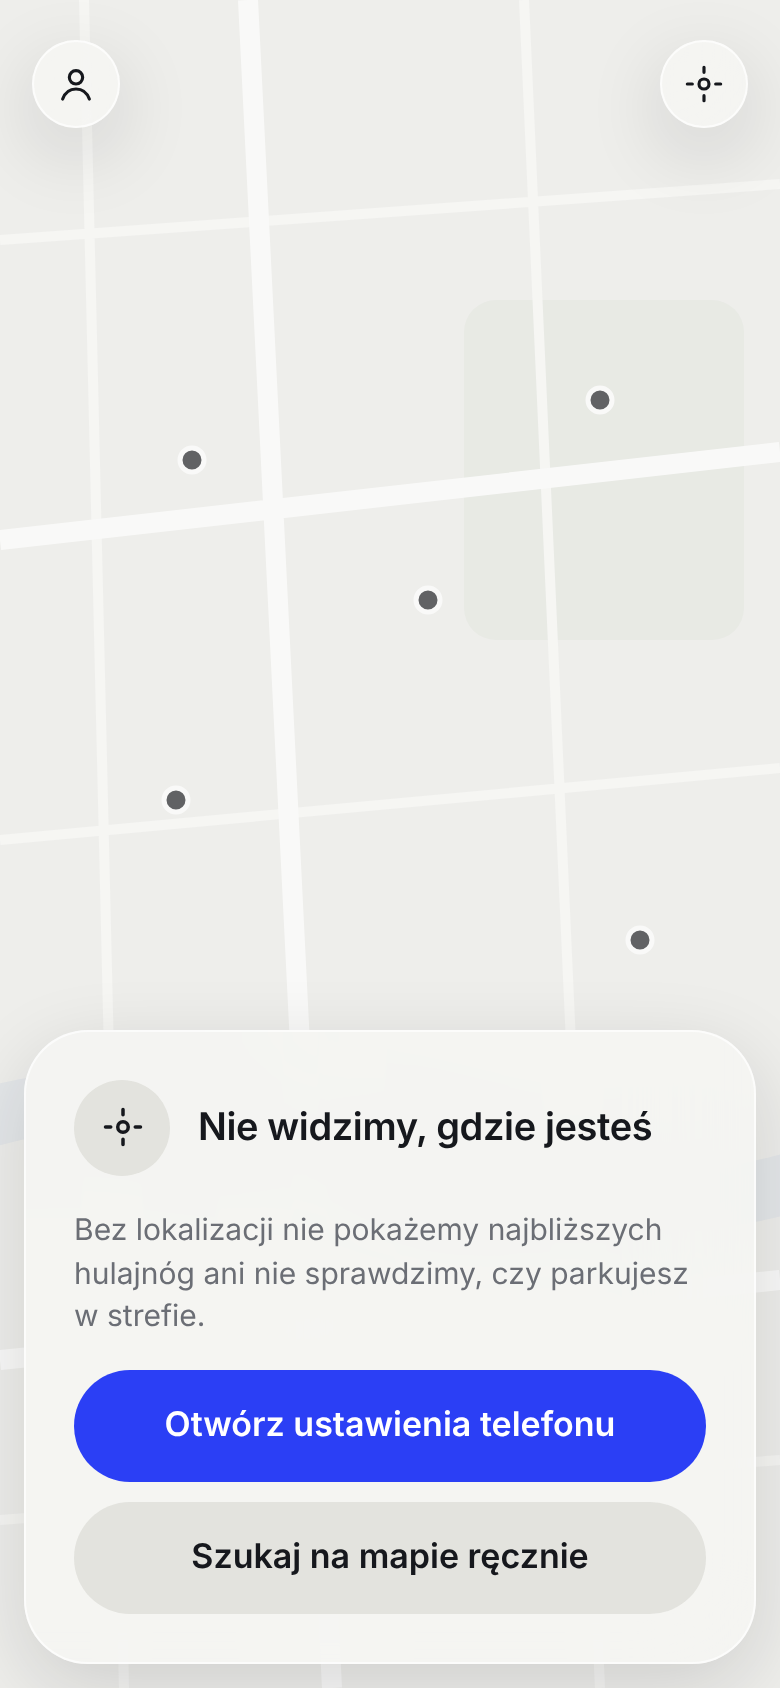 Nie widzimy, gdzie jesteś
Bez lokalizacji nie pokażemy najbliższych
hulajnóg ani nie sprawdzimy, czy parkujesz
w strefie.
Otwórz ustawienia telefonu
Szukaj na mapie ręcznie